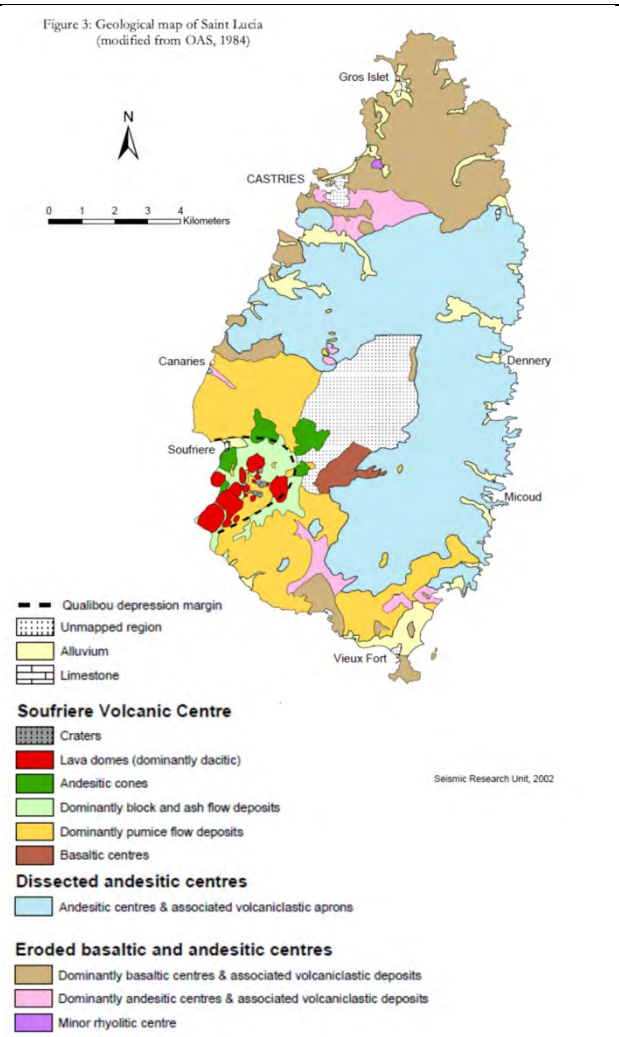 Figure 3: Geological map of Saint Lucia
(modified from OAS, 1984)
Gros Islet
N
CASTRIES
0 1 2 3 4
Kilometers
Canaries
Dennery
Soufriere
Micoud
Vieux Fort
Qualibou depression margin
Unmapped region
Alluvium
Limestone
Soufriere Volcanic Centre
Craters
Lava domes (dominantly dacitic)
Seismic Research Unit, 2002
Andesitic cones
Dominantly block and ash flow deposits
Dominantly pumice flow deposits
Basaltic centres
Dissected andesitic centres
Andesitic centres & associated volcaniclastic aprons
Eroded basaltic and andesitic centres
Dominantly basaltic centres & associated volcaniclastic deposits
Dominantly andesitic centres & associated volcaniclastic deposits
Minor rhyolitic centre